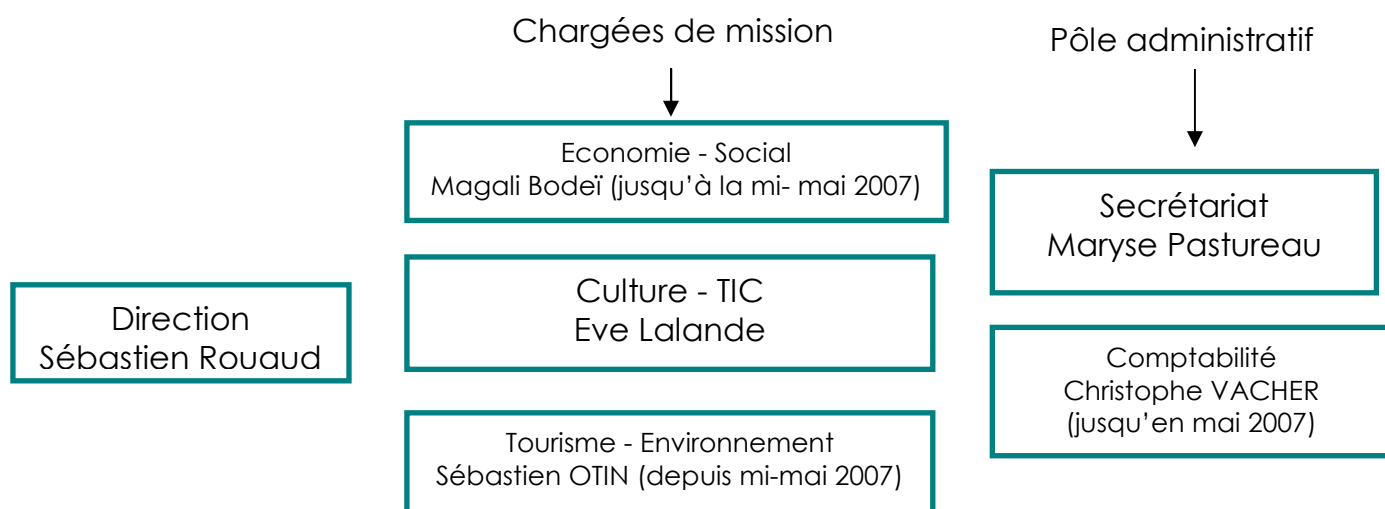 Chargées de mission
Pôle administratif
Economie - Social
Magali Bodeï (jusqu'à la mi- mai 2007)
Secrétariat
Maryse Pastureau
Culture - TIC
Eve Lalande
Direction
Sébastien Rouaud
Comptabilité
Christophe VACHER
(jusqu'en mai 2007)
Tourisme - Environnement
Sébastien OTIN (depuis mi-mai 2007)